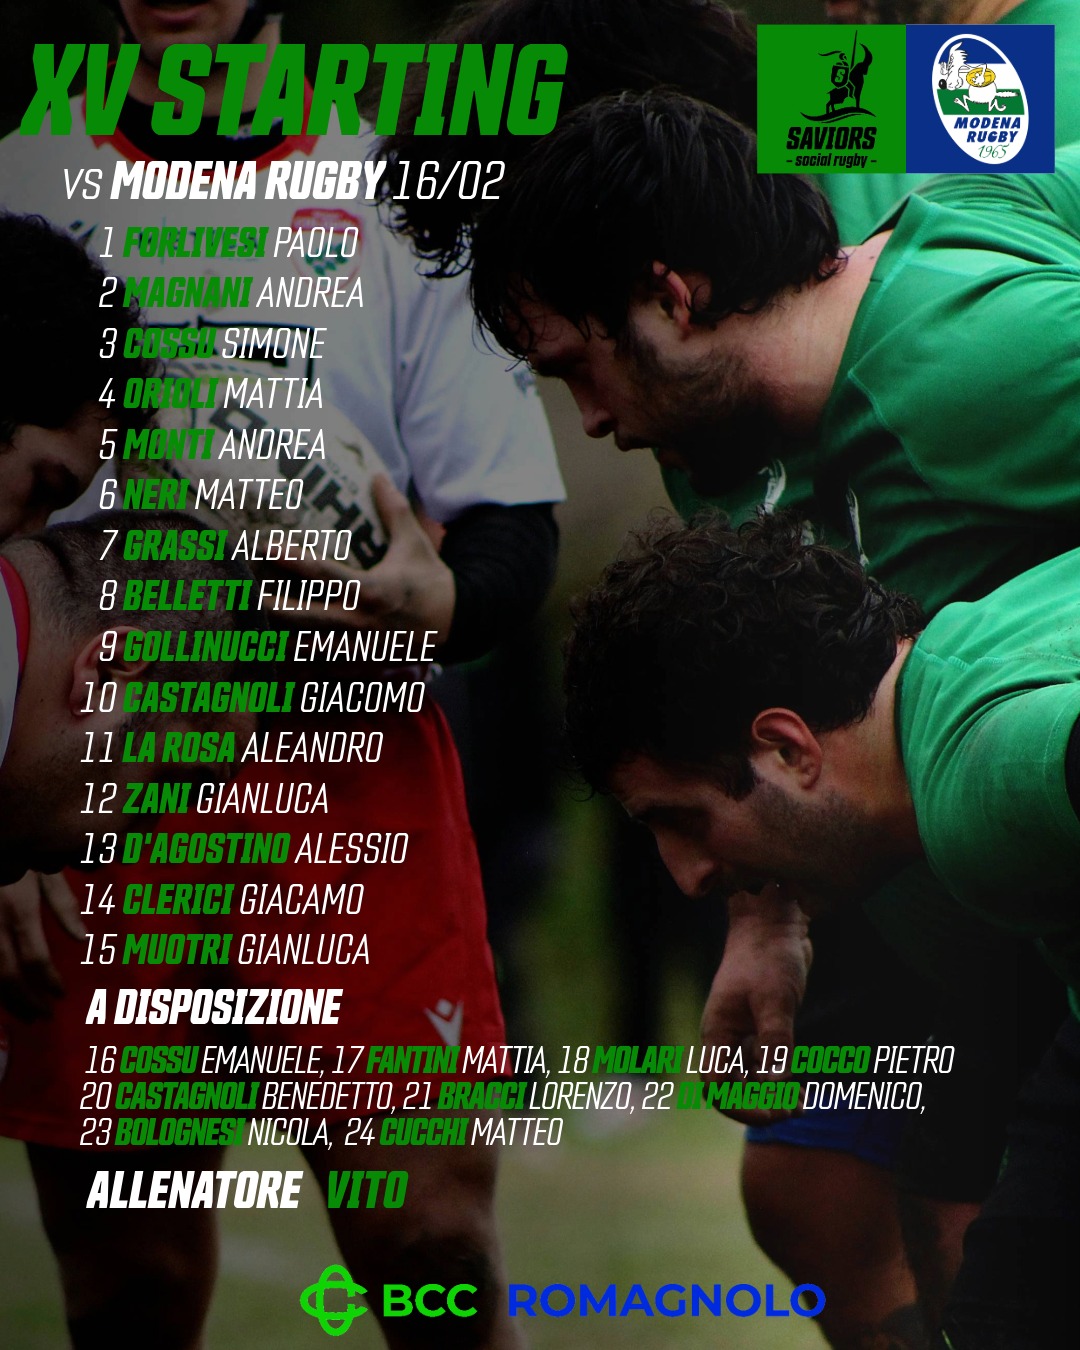 XV STARTING
SAVIORS
- social rugby -
MODENA
RUGBY
1965
VS MODENA RUGBY 16/02
1 FORLIVESI PAOLO
2 MAGNANI ANDREA
3 COSSU SIMONE
4 ORIOLI MATTIA
5 MONTI ANDREA
6 NERI MATTEO
7 GRASSI ALBERTO
8 BELLETTI FILIPPO
9 GOLLINUCCI EMANUELE
10 CASTAGNOLI GIACOMO
11 LA ROSA ALEANDRO
12 ZANI GIANLUCA
13 D'AGOSTINO ALESSIO
14 CLERICI GIACAMO
15 MUOTRI GIANLUCA
A DISPOSIZIONE
16 COSSU EMANUELE, 17 FANTINI MATTIA, 18 MOLARI LUCA, 19 COCCO PIETRO
20 CASTAGNOLI BENEDETTO, 21 BRACCI LORENZO, 22 DI MAGGIO DOMENICO,
23 BOLOGNESI NICOLA, 24 CUCCHI MATTEO
ALLENATORE VITO
BCC ROMAGNOLO